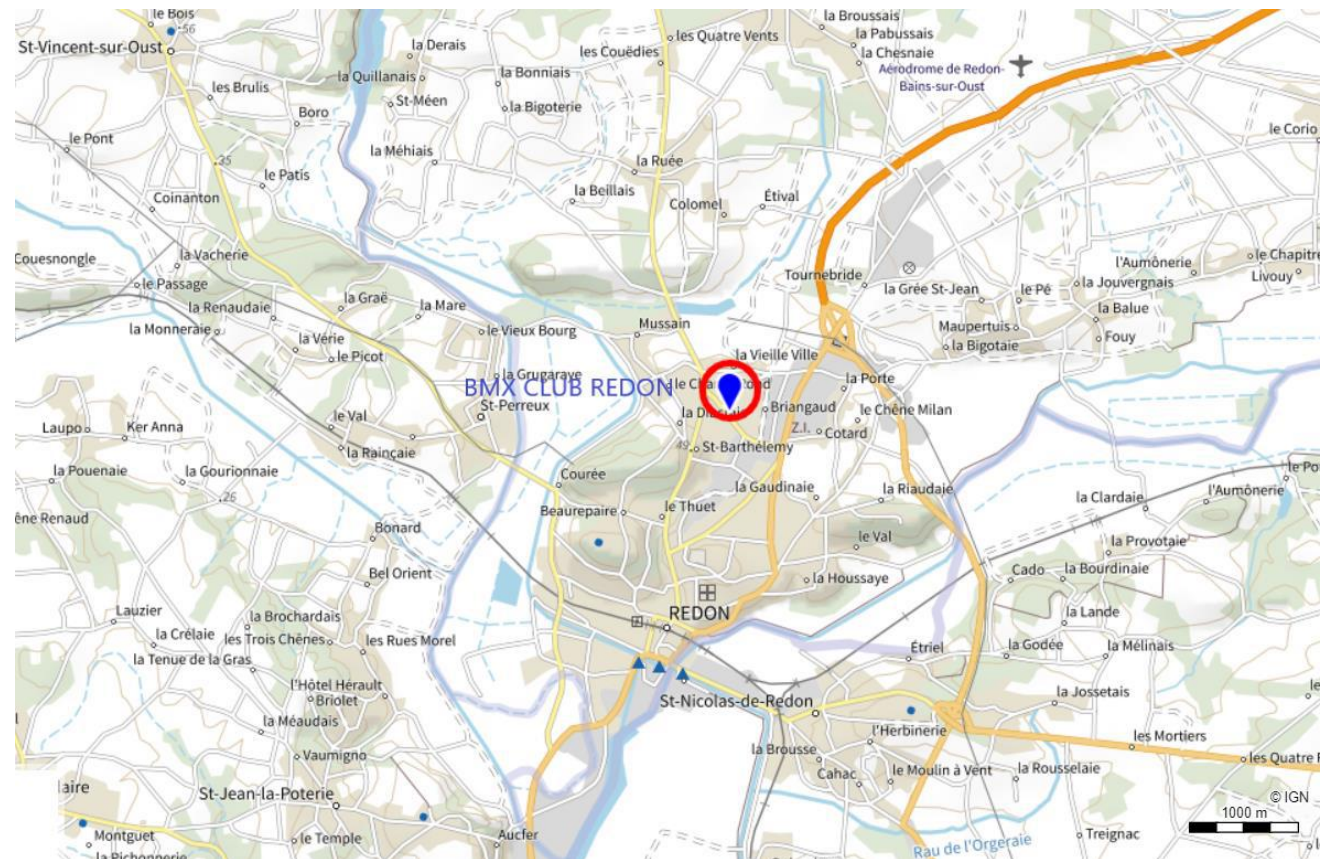 le Bois
.56
la Broussais
la Derais
les Quatre Vents
la Pabussais
St-Vincent-sur-Oust
les Couëdies
la Chesnaie
la Quillanais
la Bonniais
Aérodrome de Redon-
Bains-sur-Oust
les Brulis
St-Méen
la Bigoterie
Boro
le Corio
le Pont
la Méhiais
.35
la Ruée
le Patis
la Beillais
Étival
Coinanton
Colomel
Couesnongle
la Vacherie
l'Aumônerie
le Chapitre
le Passage
Tournebride
Livouy
la Grée St-Jean
le Pé
la Jouvergnais
la Renaudaie
la Graë
la Mare
la Balue
la Monneraie
le Vieux Bourg
Mussain
Maupertuis
la Vérie
Fouy
le Picot
la Vieille Ville
la Bigotaie
la Grugaraye
la Porte
BMX CLUB REDON
St-Perreux
Briangaud
le Chêne Milan
le Val
Z.I.
Cotard
Laupo
Ker Anna
49
St-Barthélemy
la Rainçaie
la Pouenaie
la Gourionnaie
Courée
la Gaudinaie
la Riaudaie
.26
la Clardaie
l'Aumônerie
Beaurepaire
le Thuet
Bonard
le Val
la Provotaie
Bel Orient
la Houssaye
Cado
la Bourdinaie
Lauzier
la Brochardais
REDON
la Lande
la Crélaie
les Trois Chênes
les Rues Morel
la Godée
la Mélinais
la Tenue de la Gras
Étriel
l'Hôtel Hérault
Briolet
St-Nicolas-de-Redon
la Jossetais
la Méaudais
l'Herbinerie
les Mortiers
Vaumigno
la Brousse
les Quatre
Cahac
le Moulin à Vent
la Rousselaie
St-Jean-la-Poterie
© IGN
1000 m
Montguet
le Temple
Aucfer
Treignac
Rau de l'Orgeraie